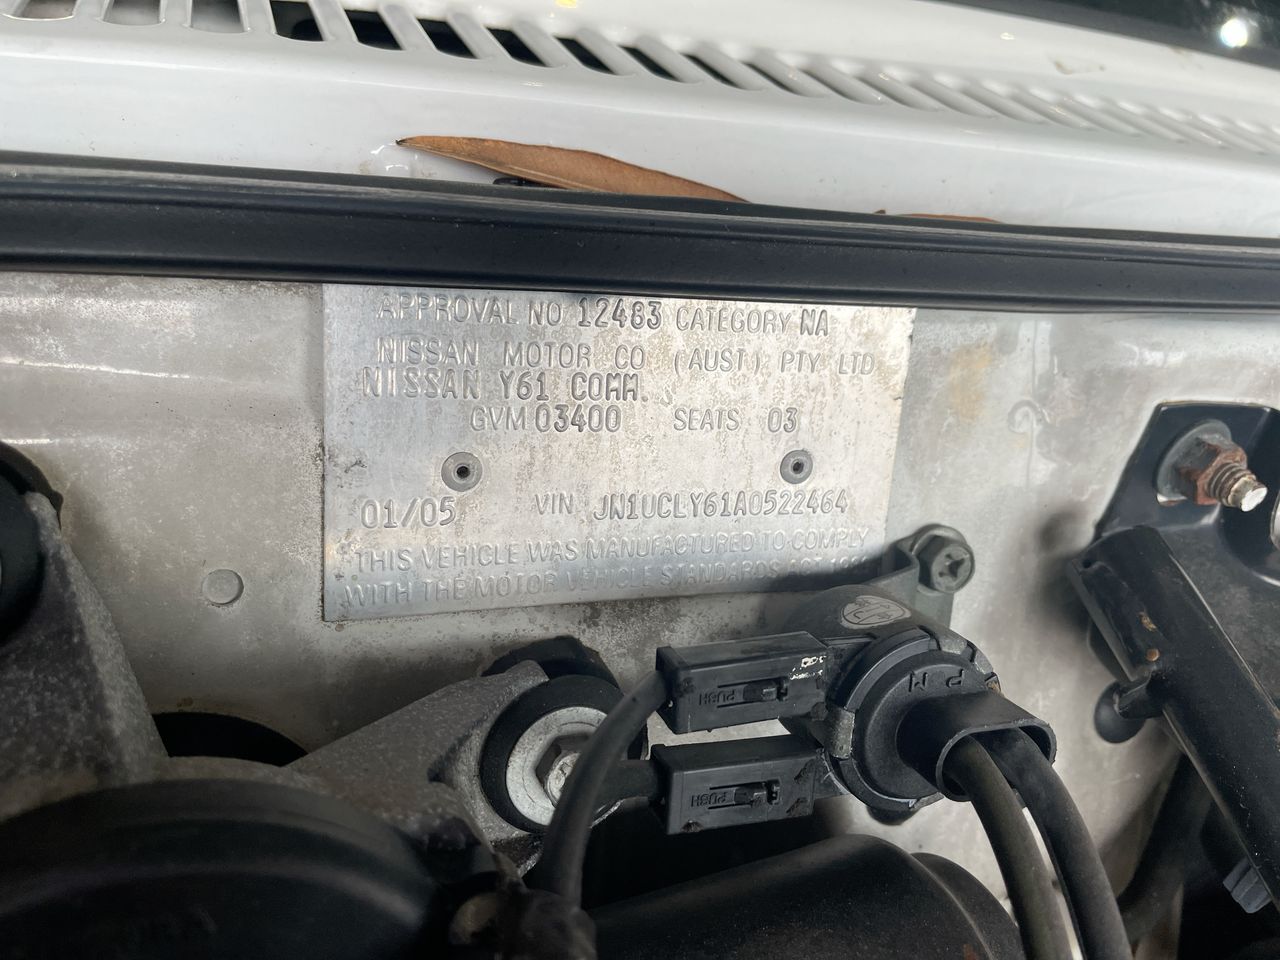 APPROVAL NO 12483 CATEGORY NA
NISSAN MOTOR CO (AUST) PTY LTD
NISSAN Y61 COMM.
GVM 03400 SEATS 03
01/05 VIN JN1UCLY61A0522464
THIS VEHICLE WAS MANUFACTURED TO COMPLY
WITH THE MOTOR VEHICLE STANDARDS ACT
P M
PUSH
PUSH